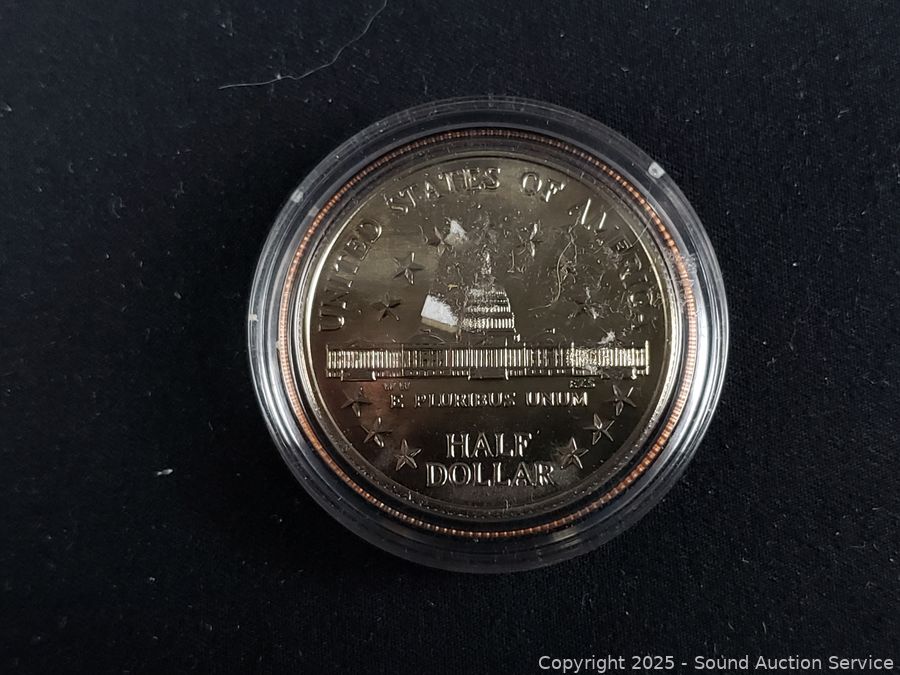 UNITED STATES OF AMERICA
E PLURIBUS UNUM
HALF
DOLLAR
Copyright © 2025 - Sound Auction Service